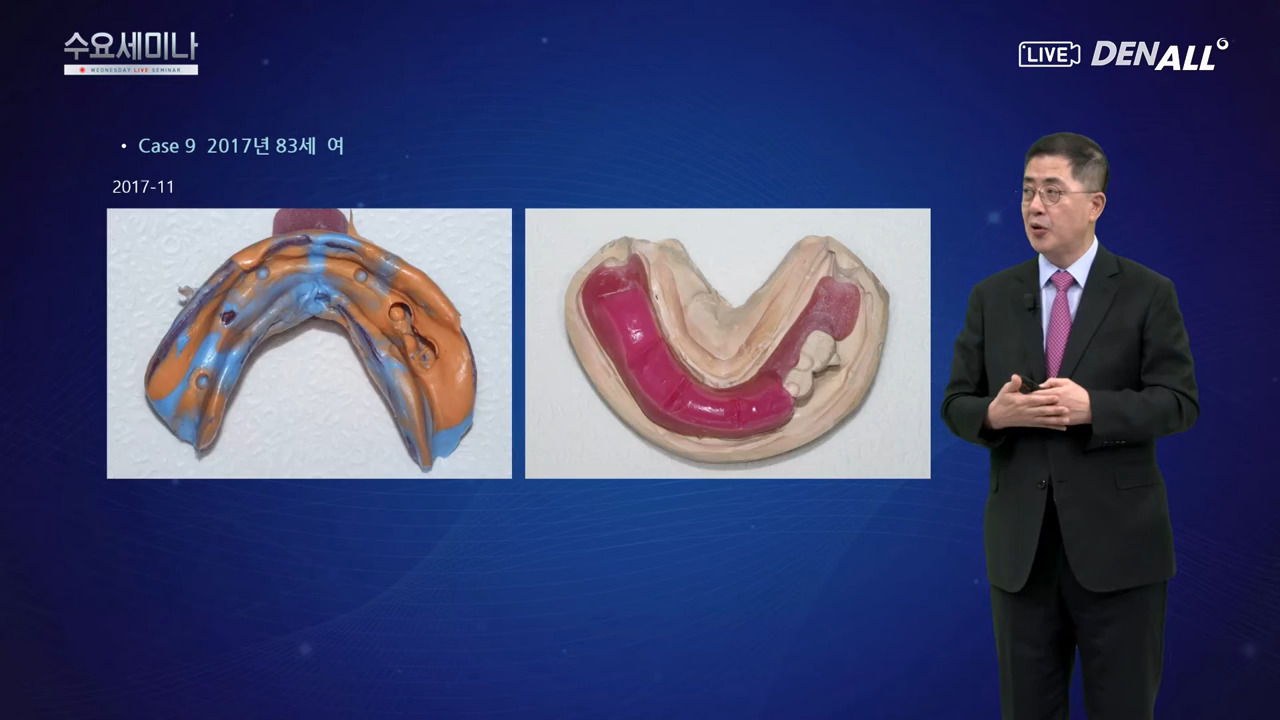 수요세미나
WEDNESDAY LIVE SEMINAR
LIVE DENALL
• Case 9 2017년 83세 여
2017-11